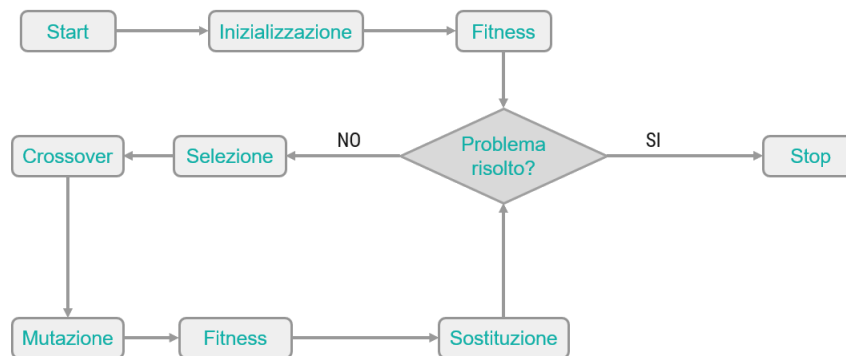 Start
Inizializzazione
Fitness
Problema
risolto?
NO
SI
Crossover
Selezione
Stop
Mutazione
Fitness
Sostituzione